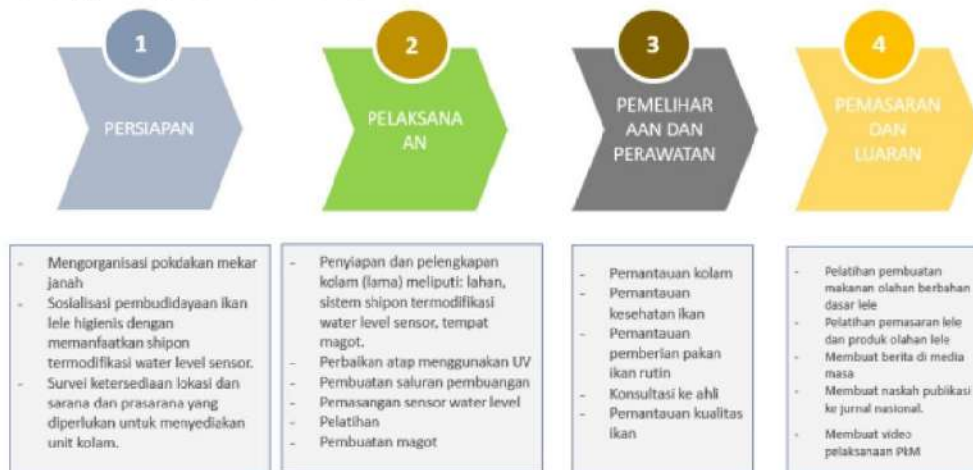 1
PERSIAPAN
2
PELAKSANA
AN
3
PEMELIHAR
AAN DAN
PERAWATAN
4
PEMASARAN
DAN
LUARAN
- Mengorganisasi pokdakan mekar
janah
- Sosialisasi pembudidayaan ikan
lele higienis dengan
memanfaatkan shipon
termodifikasi water level sensor.
- Survei ketersediaan lokasi dan
sarana dan prasarana yang
diperlukan untuk menyediakan
unit kolam.
- Penyiapan dan pelengkapan
kolam (lama) meliputi: lahan,
sistem shipon termodifikasi
water level sensor, tempat
magot.
- Perbaikan atap menggunakan UV
- Pembuatan saluran pembuangan
- Pemasangan sensor water level
- Pelatihan
- Pembuatan magot
- Pemantauan kolam
- Pemantauan
kesehatan ikan
- Pemantauan
pemberian pakan
ikan rutin
- Konsultasi ke ahli
- Pemantauan kualitas
ikan
- Pelatihan pembuatan
makanan olahan berbahan
dasar lele
- Pelatihan pemasaran lele
dan produk olahan lele
- Membuat berita di media
masa
- Membuat naskah publikasi
ke jurnal nasional.
- Membuat video
pelaksanaan PkM